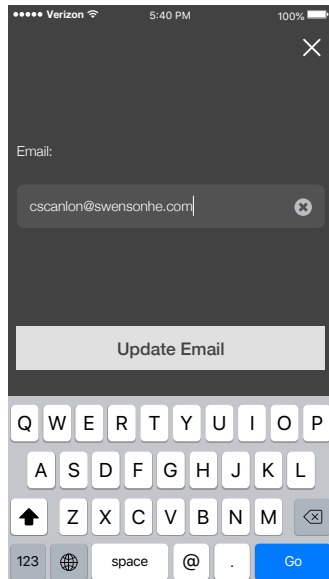 Verizon 5:40 PM 100%
Email:
cscanlon@swensonhe.com
Update Email
Q W E R T Y U I O P
A S D F G H J K L
Z X C V B N M
123 space @ . Go